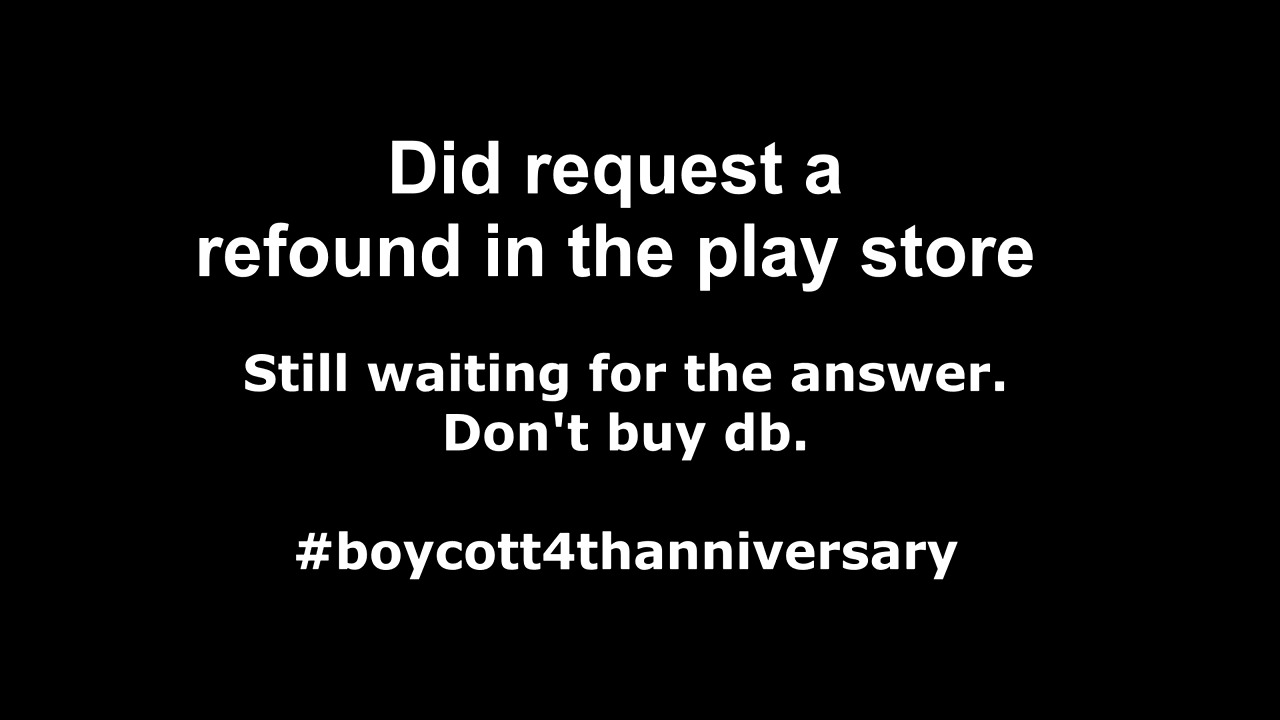 Did request a
refound in the play store
Still waiting for the answer.
Don't buy db.
#boycott4thanniversary